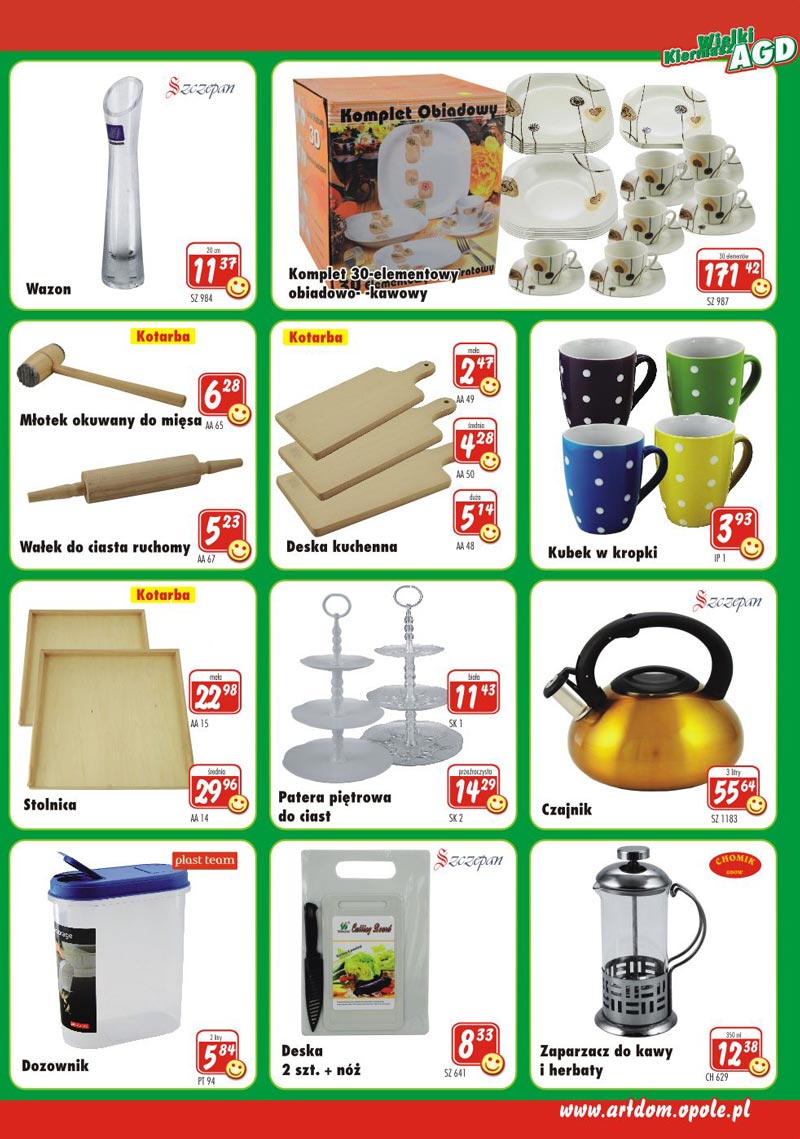 Wielki
Kiermasz AGD
Szczepan
20 cm
11 37
SZ 984
Wazon
Komplet Obiadowy
30
Komplet 30-elementowy
obiadowo- -kawowy
30 elementów
171 42
SZ 987
Kotarba
6 28
Młotek okuwany do mięsa
AA 65
5 23
Wałek do ciasta ruchomy
AA 67
Kotarba
mała
2 47
AA 49
średnia
4 28
AA 50
duża
5 14
AA 48
Deska kuchenna
3 93
Kubek w kropki
IP 1
Kotarba
mała
22 98
AA 15
średnia
29 96
AA 14
Stolnica
biała
11 43
SK 1
przeźroczysta
14 29
SK 2
Patera piętrowa
do ciast
Szczepan
3 litry
55 64
SZ 1183
Czajnik
plast team
2 litry
5 84
PT 94
Dozownik
Szczepan
Cutting Board
8 33
SZ 641
Deska
2 szt. + nóż
CHOMIK
350 ml
12 38
CH 629
Zaparzacz do kawy
i herbaty
www.artdom.opole.pl